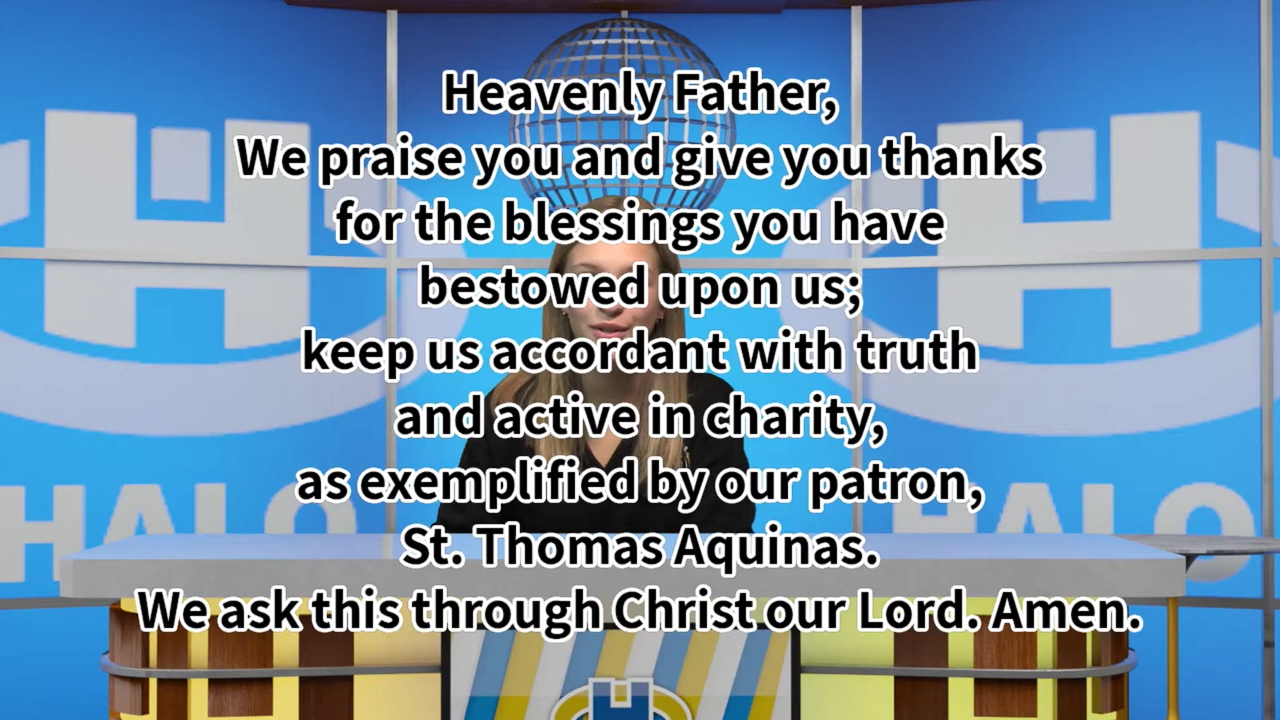 Heavenly Father,
We praise you and give you thanks
for the blessings you have
bestowed upon us;
keep us accordant with truth
and active in charity,
as exemplified by our patron,
St. Thomas Aquinas.
We ask this through Christ our Lord. Amen.
HALO
HALO